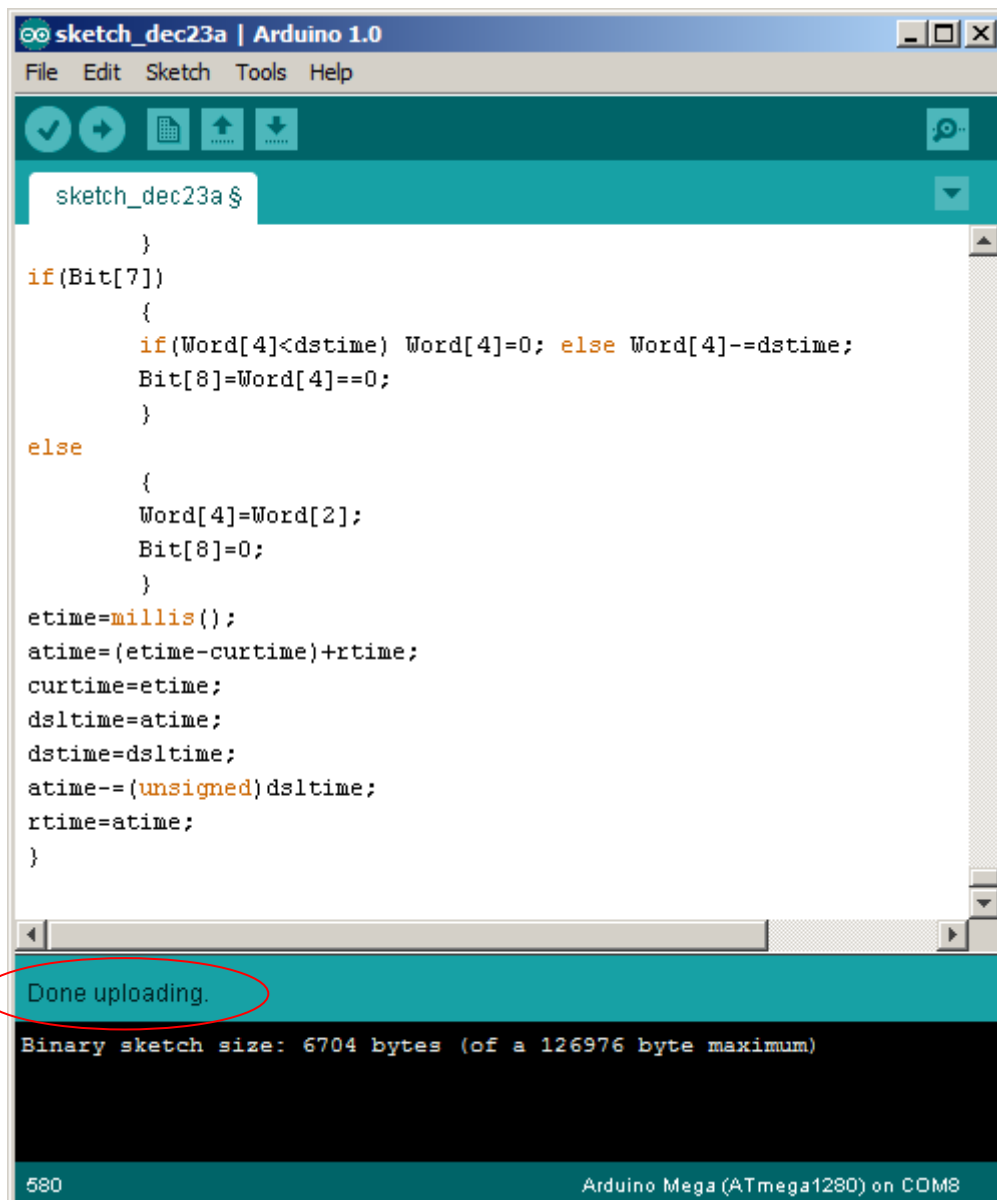 sketch_dec23a | Arduino 1.0
File Edit Sketch Tools Help
sketch_dec23a §
}
if(Bit[7])
{
if(Word[4]<dstime) Word[4]=0; else Word[4]-=dstime;
Bit[8]=Word[4]==0;
}
else
{
Word[4]=Word[2];
Bit[8]=0;
}
etime=millis();
atime=(etime-curtime)+rtime;
curtime=etime;
dsltime=atime;
dstime=dsltime;
atime-=(unsigned)dsltime;
rtime=atime;
}
Done uploading.
Binary sketch size: 6704 bytes (of a 126976 byte maximum)
580 Arduino Mega (ATmega1280) on COM8